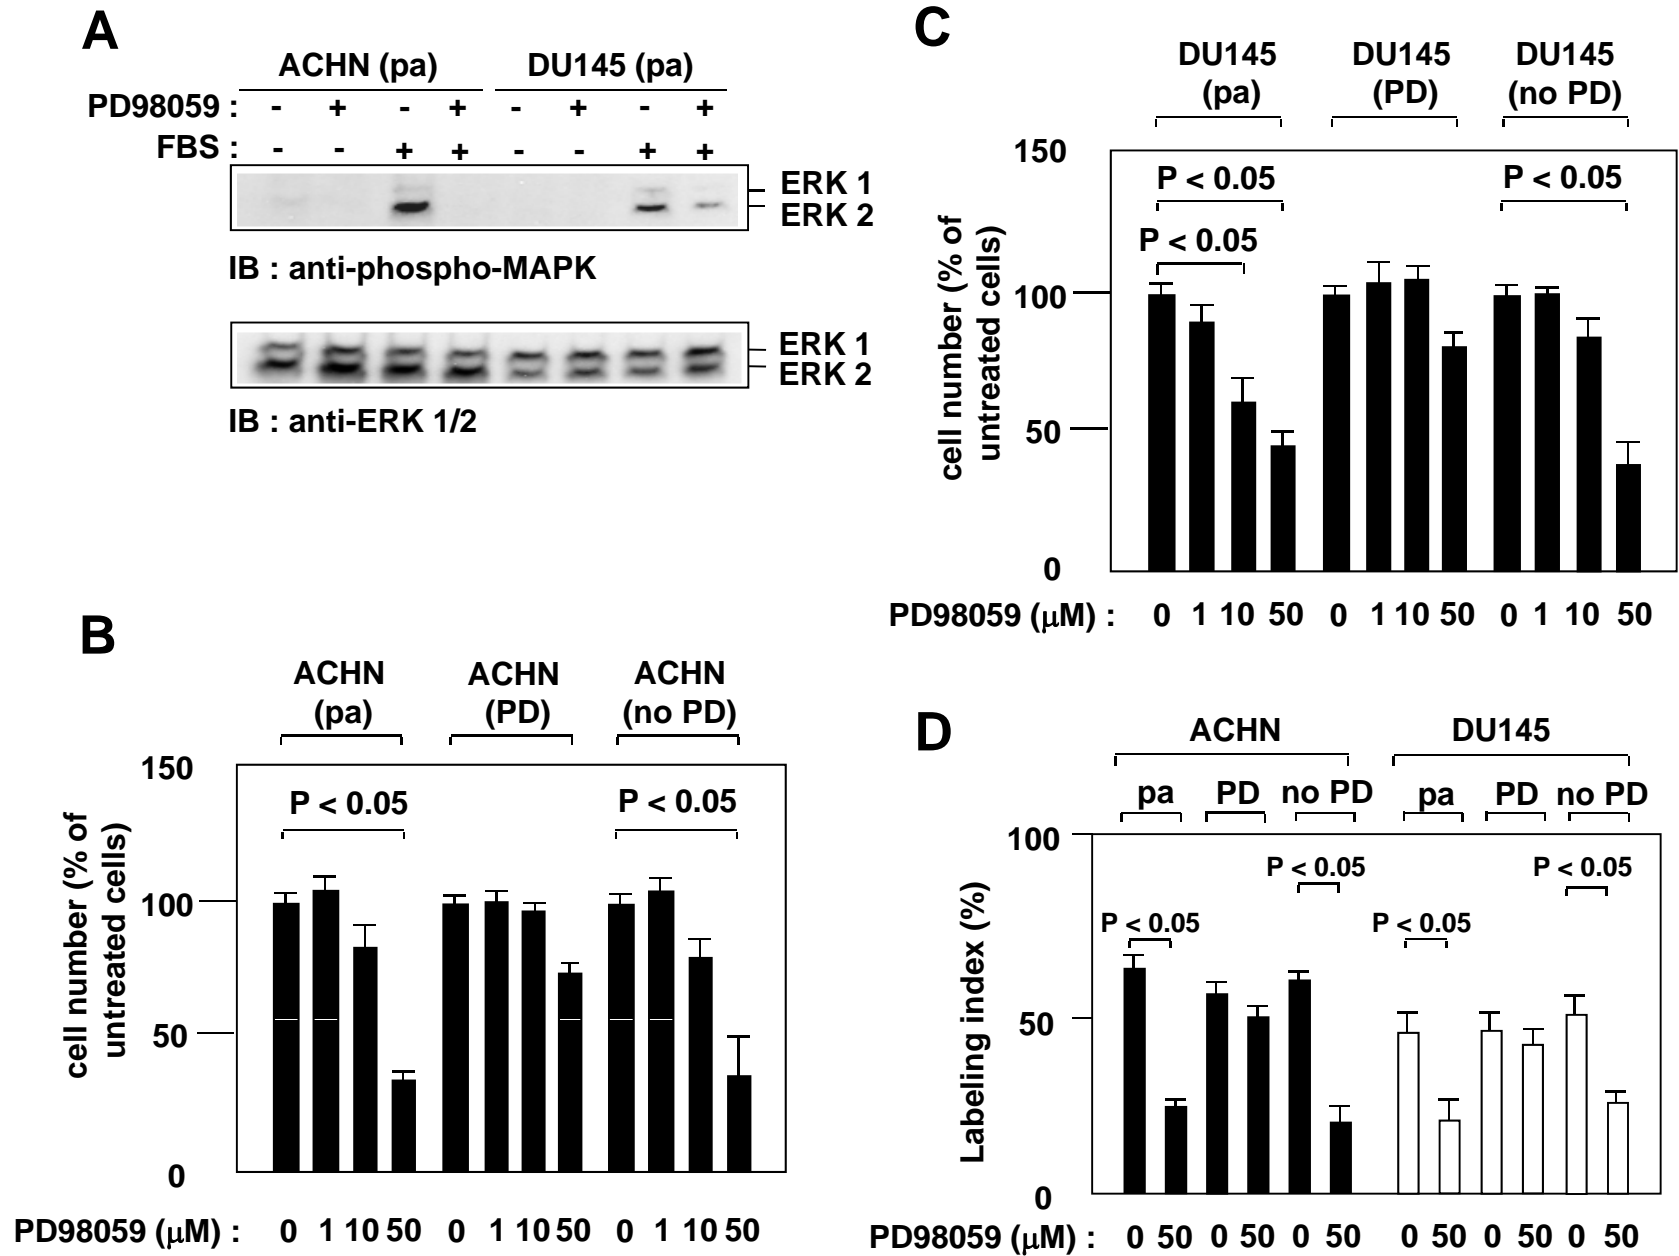 A
ACHN (pa) DU145 (pa)
PD98059 : - + - + - + - +
FBS : - - + + - - + +
ERK 1
ERK 2
IB : anti-phospho-MAPK
ERK 1
ERK 2
IB : anti-ERK 1/2
B
ACHN (pa) ACHN (PD) ACHN (no PD)
150
P < 0.05 P < 0.05
100
50
0
cell number (% of
untreated cells)
PD98059 (μM) : 0 1 10 50 0 1 10 50 0 1 10 50
C
DU145 (pa) DU145 (PD) DU145 (no PD)
150
P < 0.05 P < 0.05
P < 0.05
100
50
0
cell number (% of
untreated cells)
PD98059 (μM) : 0 1 10 50 0 1 10 50 0 1 10 50
D
ACHN DU145
pa PD no PD pa PD no PD
100
P < 0.05 P < 0.05
P < 0.05 P < 0.05
50
0
Labeling index (%)
PD98059 (μM) : 0 50 0 50 0 50 0 50 0 50 0 50